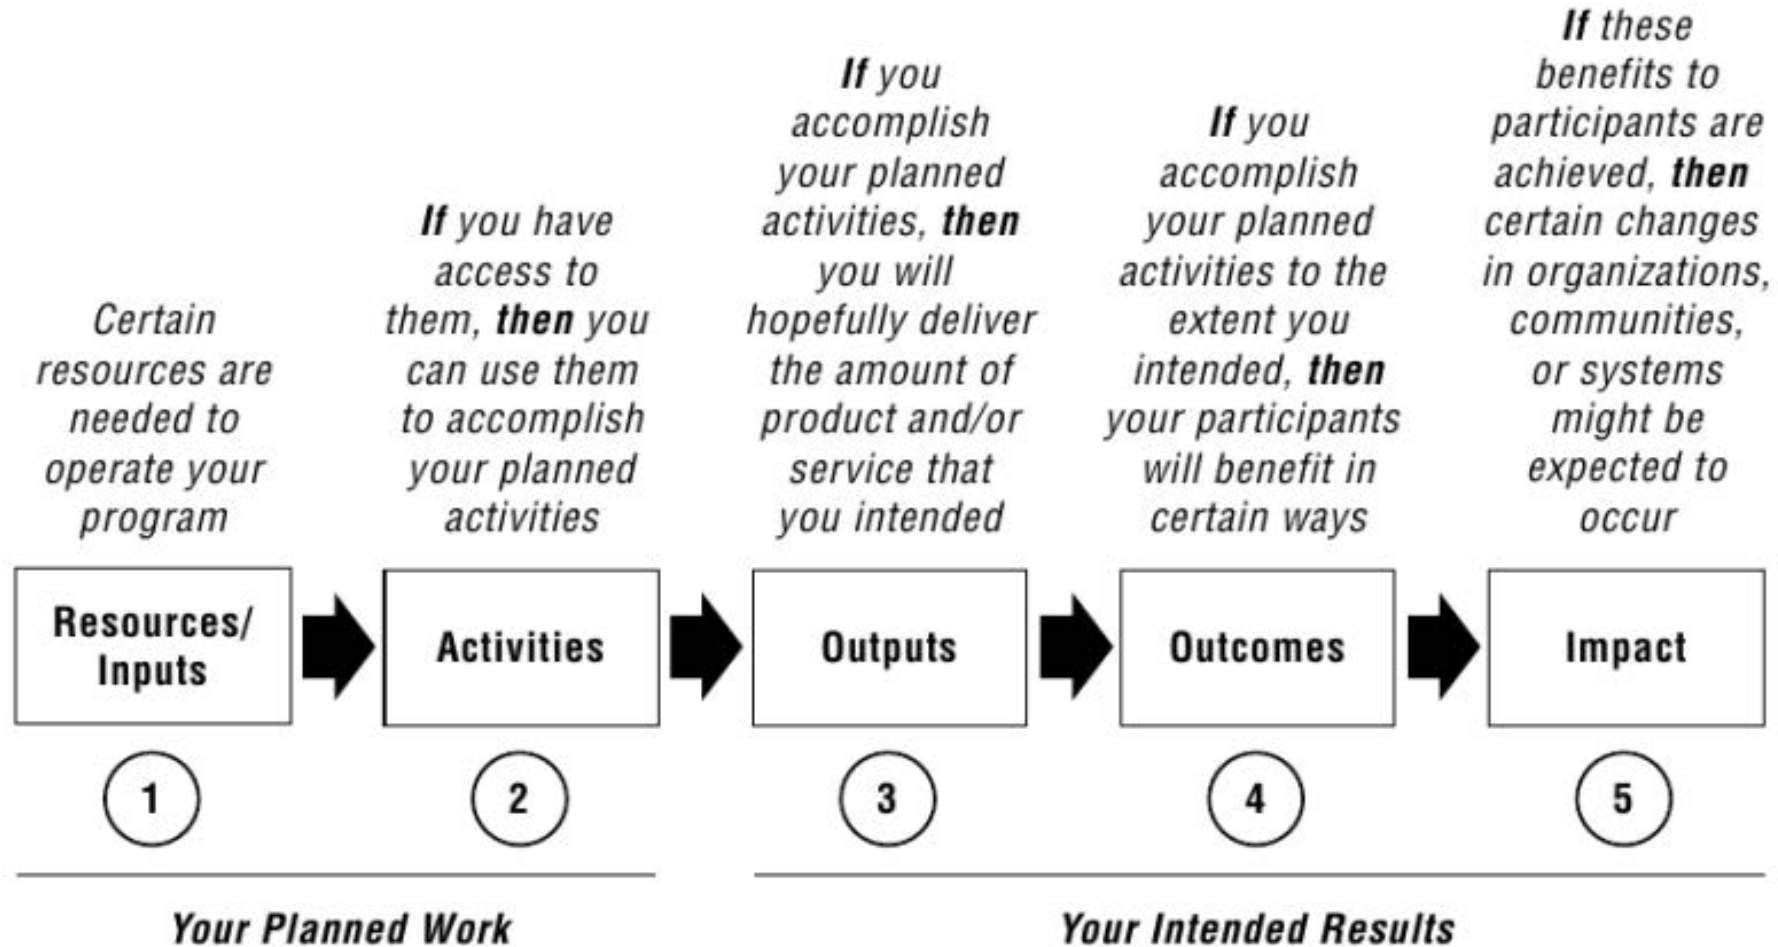 Certain
resources are
needed to
operate your
program
If you have
access to
them, then you
can use them
to accomplish
your planned
activities
If you
accomplish
your planned
activities, then
you will
hopefully deliver
the amount of
product and/or
service that
you intended
If you
accomplish
your planned
activities to the
extent you
intended, then
your participants
will benefit in
certain ways
If these
benefits to
participants are
achieved, then
certain changes
in organizations,
communities,
or systems
might be
expected to
occur
Resources/
Inputs
Activities
Outputs
Outcomes
Impact
1
2
3
4
5
Your Planned Work
Your Intended Results